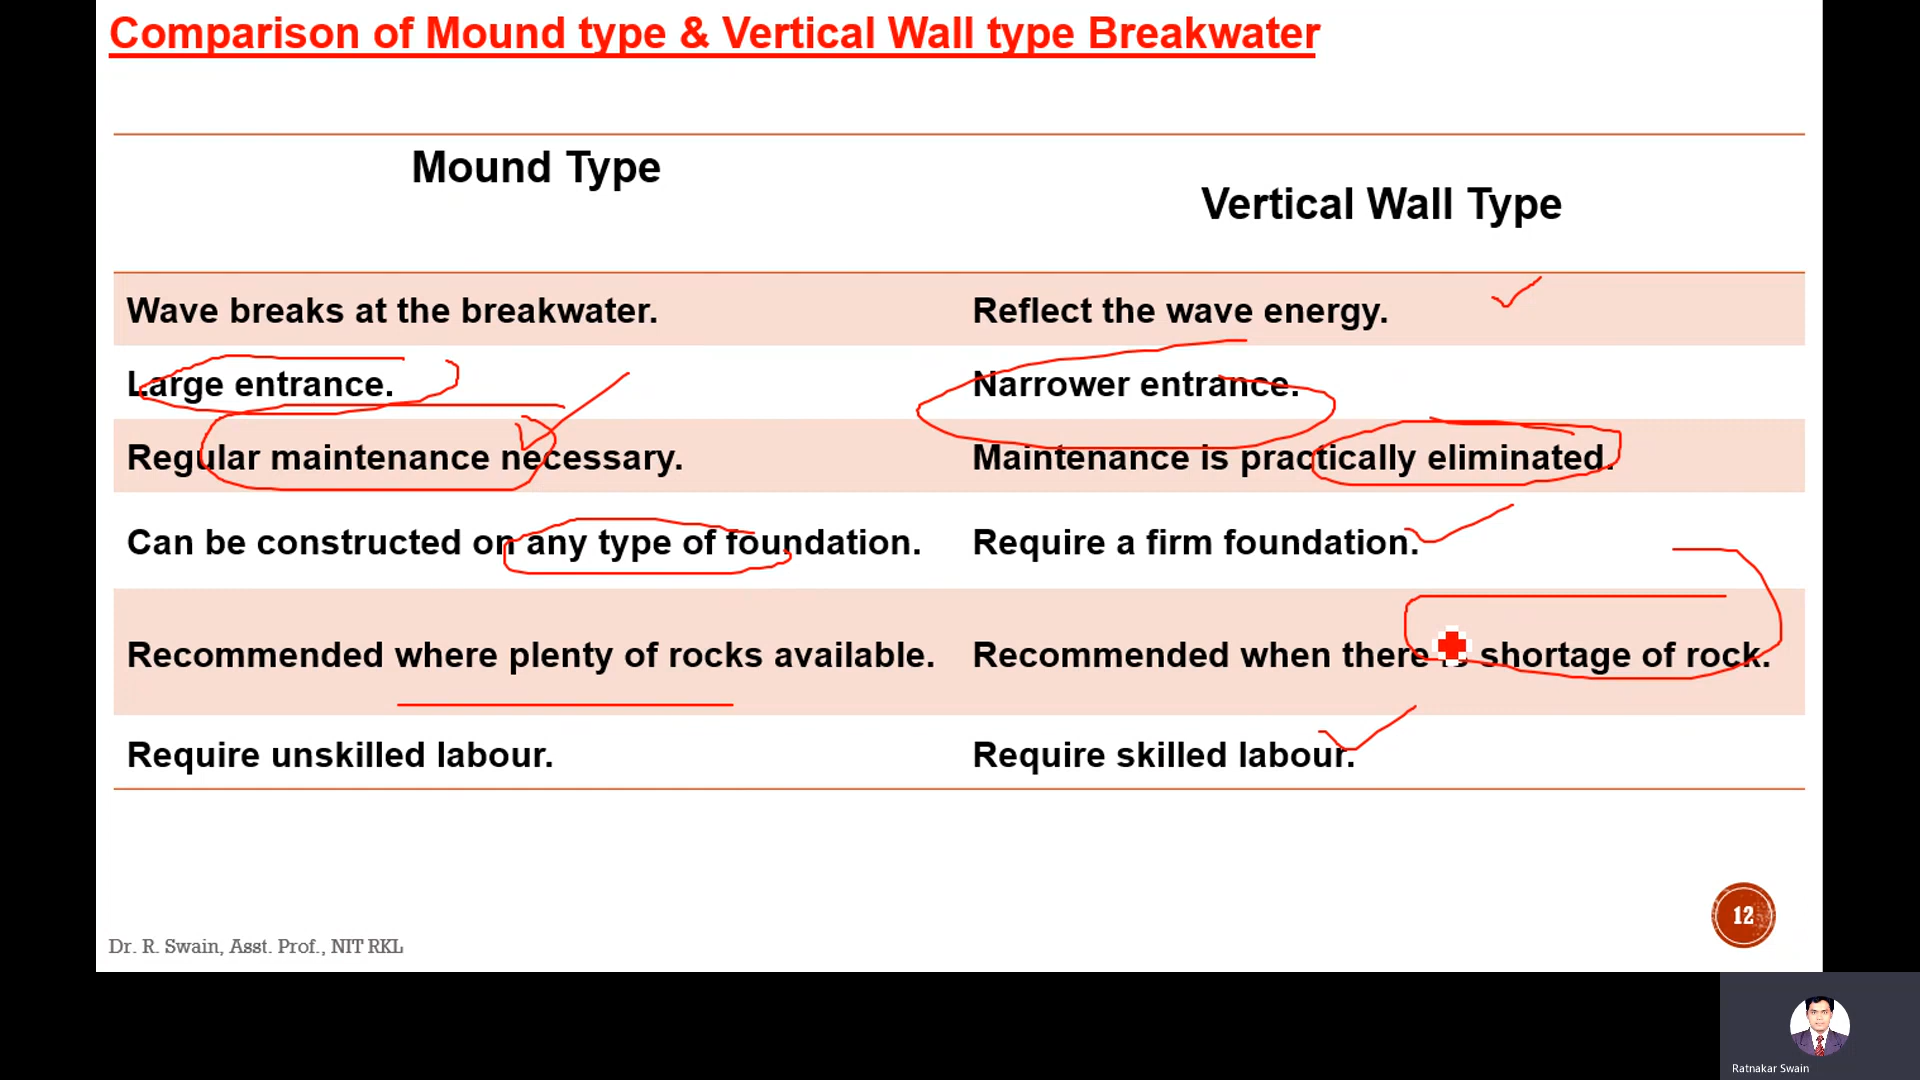 Comparison of Mound type & Vertical Wall type Breakwater
Mound Type
Vertical Wall Type
Wave breaks at the breakwater.
Reflect the wave energy.
Large entrance.
Narrower entrance.
Regular maintenance necessary.
Maintenance is practically eliminated.
Can be constructed on any type of foundation.
Require a firm foundation.
Recommended where plenty of rocks available.
Recommended when there is shortage of rock.
Require unskilled labour.
Require skilled labour.
12
Dr. R. Swain, Asst. Prof., NIT RKL
Ratnakar Swain